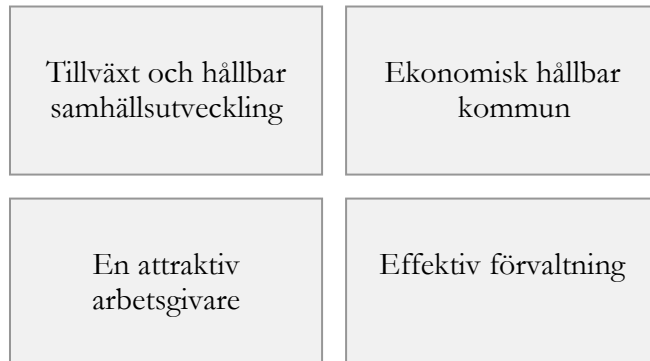 Tillväxt och hållbar
samhällsutveckling
Ekonomisk hållbar
kommun
En attraktiv
arbetsgivare
Effektiv förvaltning